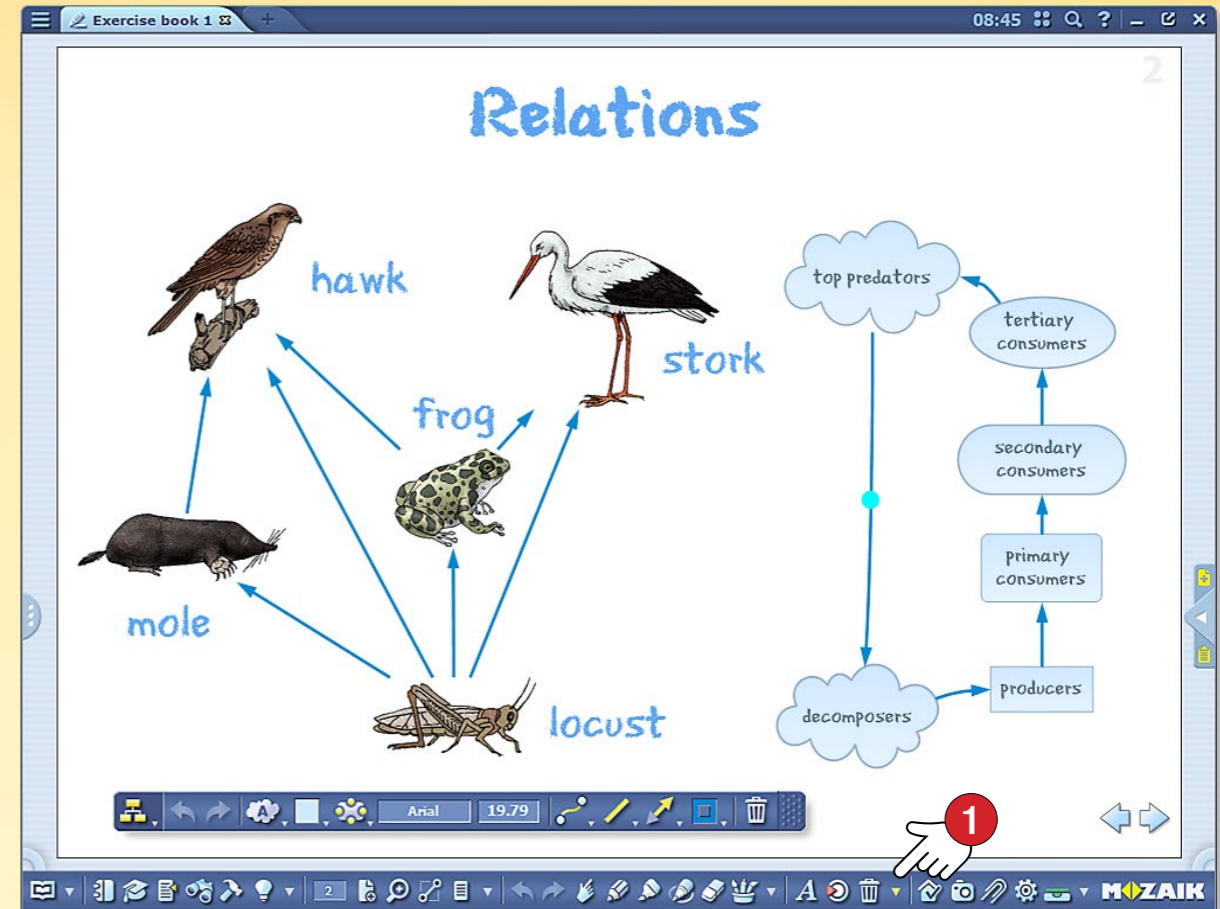 Exercise book 1
08:45
2
Relations
hawk
stork
frog
mole
locust
top predators
tertiary
consumers
secondary
consumers
primary
consumers
producers
decomposers
A
Arial
19.79
1
2
A
MOZAIK